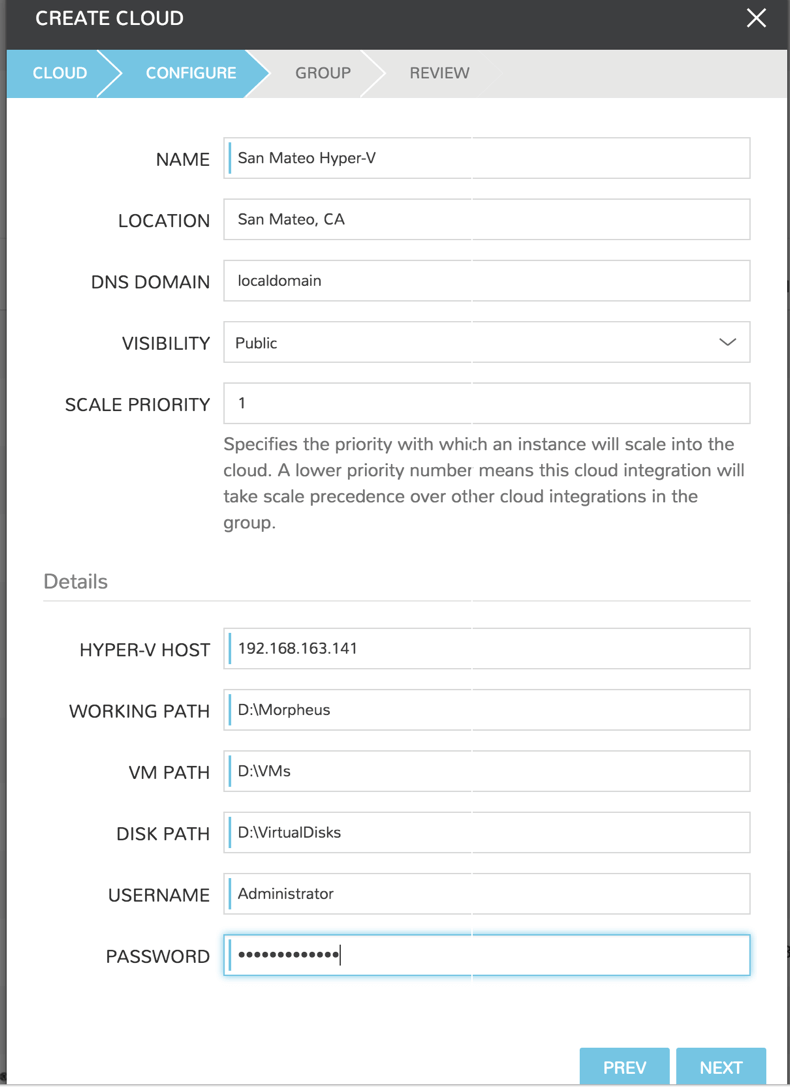 CREATE CLOUD
CLOUD CONFIGURE GROUP REVIEW
NAME San Mateo Hyper-V
LOCATION San Mateo, CA
DNS DOMAIN localdomain
VISIBILITY Public
SCALE PRIORITY 1
Specifies the priority with which an instance will scale into the
cloud. A lower priority number means this cloud integration will
take scale precedence over other cloud integrations in the
group.
Details
HYPER-V HOST 192.168.163.141
WORKING PATH D:\Morpheus
VM PATH D:\VMs
DISK PATH D:\VirtualDisks
USERNAME Administrator
PASSWORD •••••••••••••
PREV NEXT